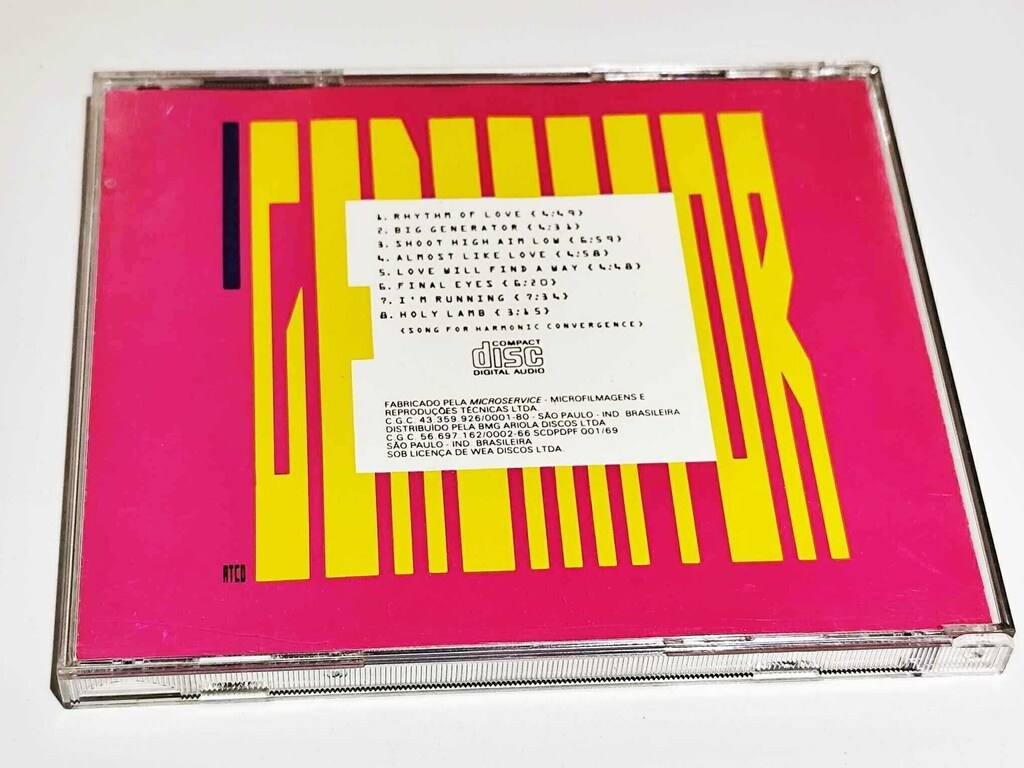 GENERATOR
1. RHYTHM OF LOVE (4:49)
2. BIG GENERATOR (4:31)
3. SHOOT HIGH AIM LOW (6:59)
4. ALMOST LIKE LOVE (4:58)
5. LOVE WILL FIND A WAY (4:48)
6. FINAL EYES (6:20)
7. I'M RUNNING (7:34)
8. HOLY LAMB (3:15)
(SONG FOR HARMONIC CONVERGENCE)
COMPACT
disc
DIGITAL AUDIO
FABRICADO PELA MICROSERVICE - MICROFILMAGENS E
REPRODUÇÕES TÉCNICAS LTDA
C.G.C. 43.359.926/0001-80 - SÃO PAULO - IND. BRASILEIRA
DISTRIBUÍDO PELA BMG ARIOLA DISCOS LTDA
C.G.C. 56.697.162/0002-66 SCDPDPF 001/69
SÃO PAULO - IND. BRASILEIRA
SOB LICENÇA DE WEA DISCOS LTDA.
ATCO